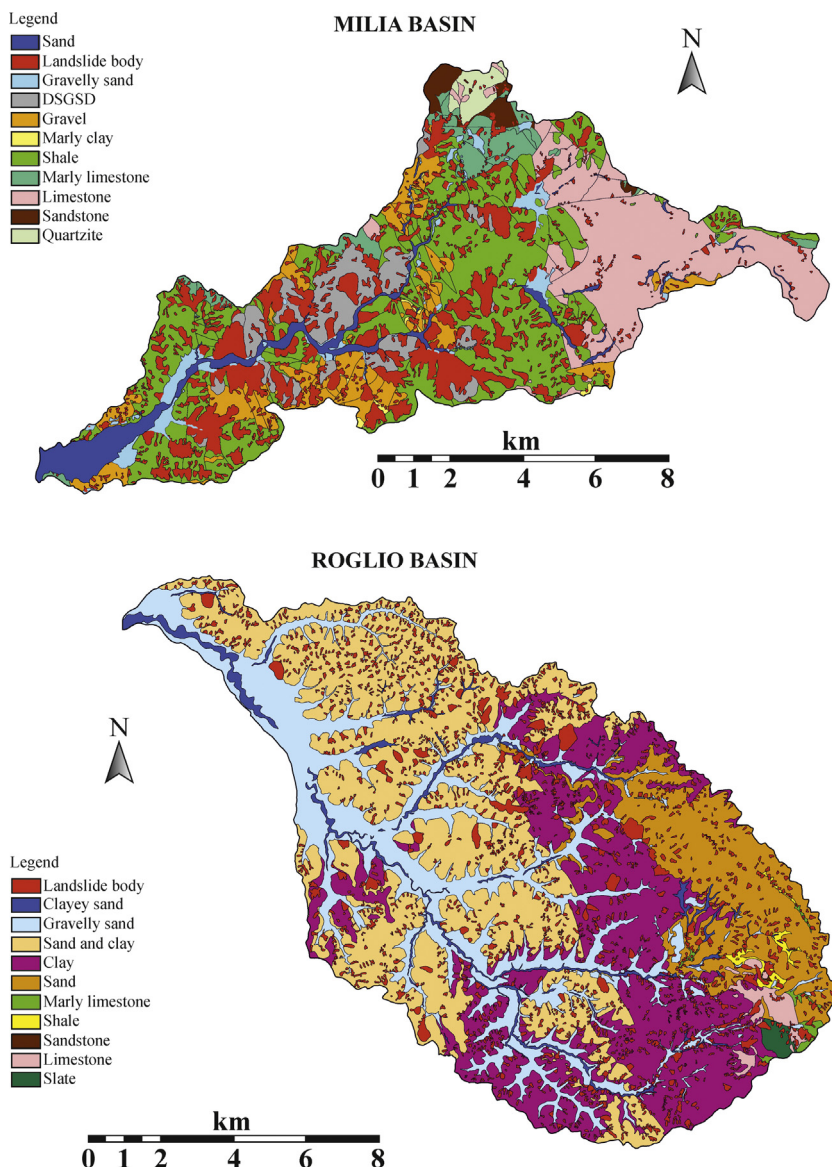 Legend
MILIA BASIN
N
Sand
Landslide body
Gravelly sand
DSGSD
Gravel
Marly clay
Shale
Marly limestone
Limestone
Sandstone
Quartzite
km
0 1 2 4 6 8
ROGLIO BASIN
N
Legend
Landslide body
Clayey sand
Gravelly sand
Sand and clay
Clay
Sand
Marly limestone
Shale
Sandstone
Limestone
Slate
km
0 1 2 4 6 8